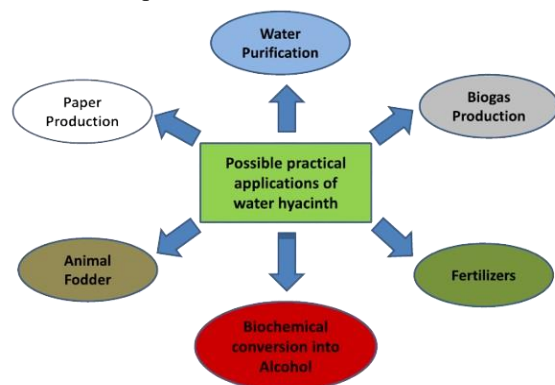 Water
Purification
Paper
Production
Biogas
Production
Possible practical
applications of
water hyacinth
Animal
Fodder
Fertilizers
Biochemical
conversion into
Alcohol